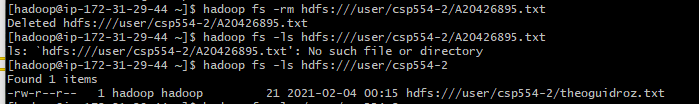 [hadoop@ip-172-31-29-44 ~]$ hadoop fs -rm hdfs:///user/csp554-2/A20426895.txt
Deleted hdfs:///user/csp554-2/A20426895.txt
[hadoop@ip-172-31-29-44 ~]$ hadoop fs -ls hdfs:///user/csp554-2/A20426895.txt
ls: `hdfs:///user/csp554-2/A20426895.txt': No such file or directory
[hadoop@ip-172-31-29-44 ~]$ hadoop fs -ls hdfs:///user/csp554-2
Found 1 items
-rw-r--r--   1 hadoop hadoop         21 2021-02-04 00:15 hdfs:///user/csp554-2/theoguidroz.txt